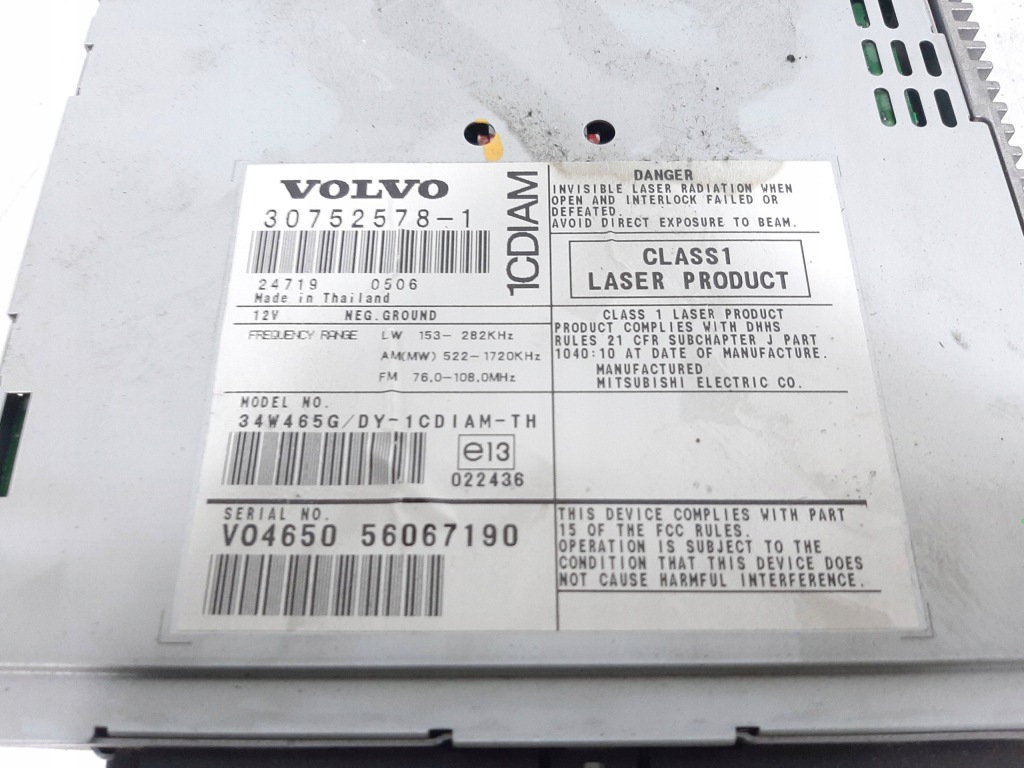 VOLVO
30752578-1
24719 0506
Made in Thailand
1CDIAM
12V NEG.GROUND
FREQUENCY RANGE LW 153- 282KHz
AM(MW) 522-1720KHz
FM 76.0-108.0MHz
MODEL NO.
34W465G/DY-1CDIAM-TH
e13
022436
SERIAL NO.
VO4650 56067190
DANGER
INVISIBLE LASER RADIATION WHEN
OPEN AND INTERLOCK FAILED OR
DEFEATED.
AVOID DIRECT EXPOSURE TO BEAM.
CLASS1
LASER PRODUCT
CLASS 1 LASER PRODUCT
PRODUCT COMPLIES WITH DHHS
RULES 21 CFR SUBCHAPTER J PART
1040:10 AT DATE OF MANUFACTURE.
MANUFACTURED
MITSUBISHI ELECTRIC CO.
THIS DEVICE COMPLIES WITH PART
15 OF THE FCC RULES.
OPERATION IS SUBJECT TO THE
CONDITION THAT THIS DEVICE DOES
NOT CAUSE HARMFUL INTERFERENCE.